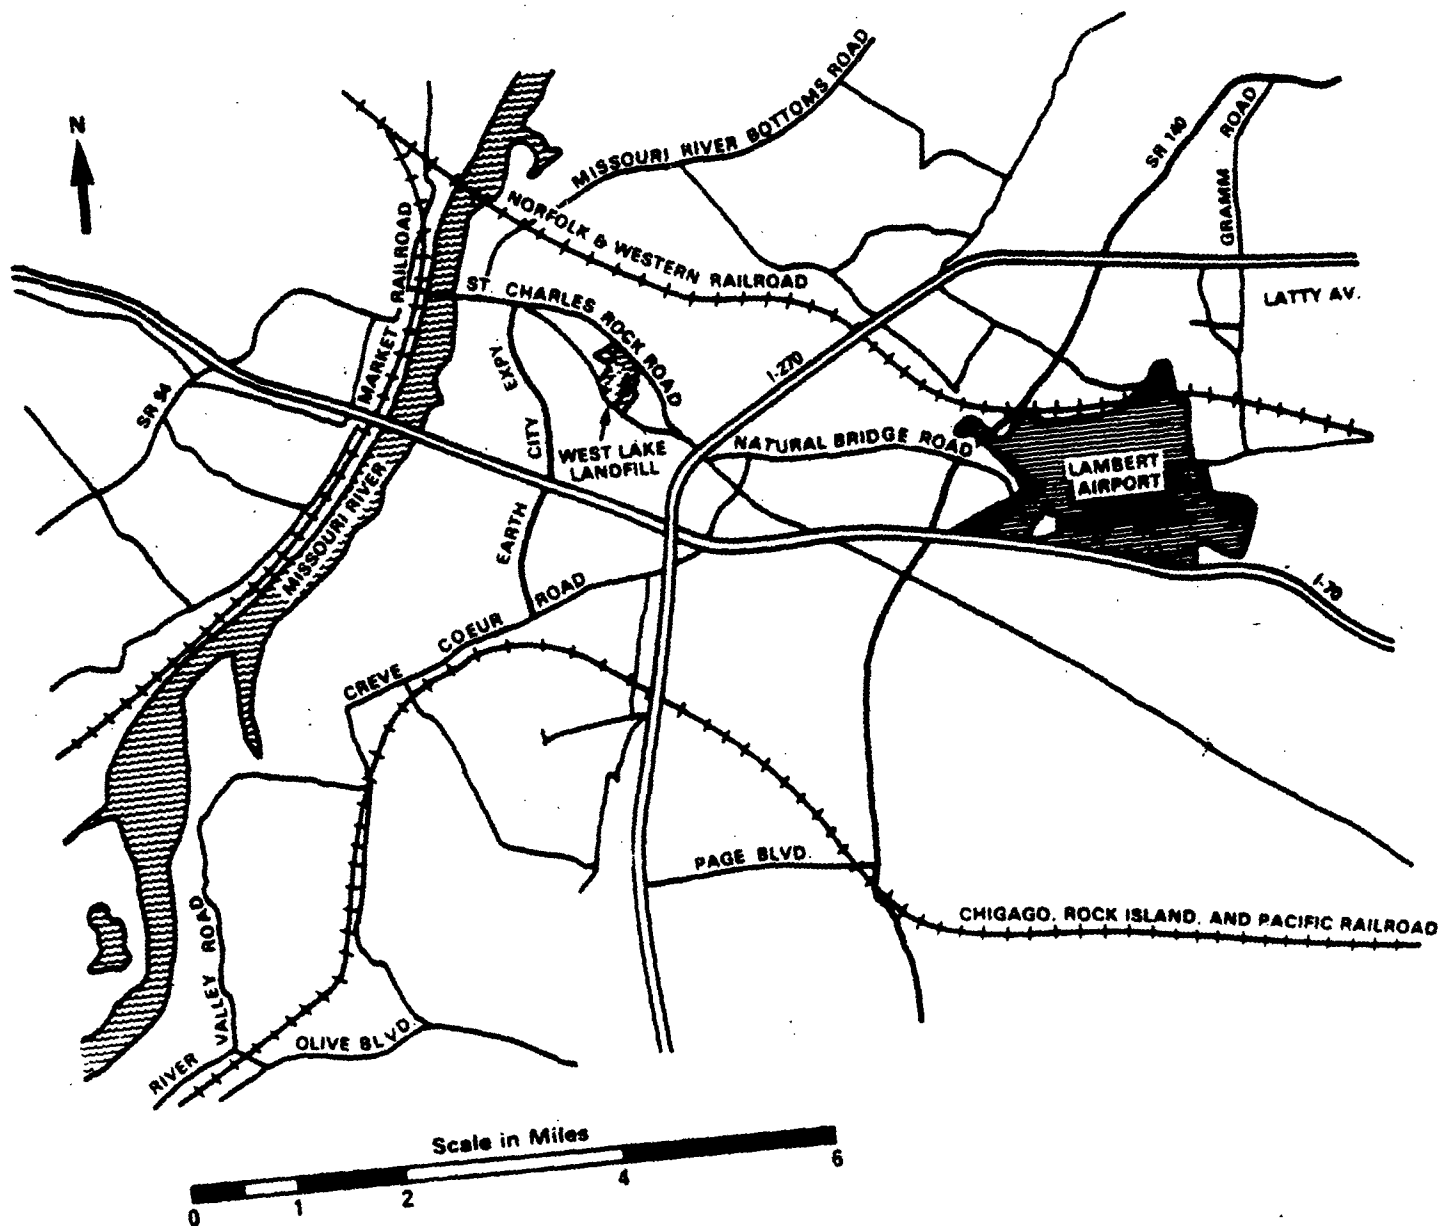 N
MISSOURI RIVER BOTTOMS ROAD
SR 140
GRAMM ROAD
NORFOLK & WESTERN RAILROAD
MARKET RAILROAD
ST. CHARLES ROCK ROAD
LATTY AV.
I-270
EXPY
CITY
EARTH
SR 94
WEST LAKE
LANDFILL
NATURAL BRIDGE ROAD
LAMBERT
AIRPORT
MISSOURI RIVER
I-70
CREVE COEUR ROAD
PAGE BLVD.
CHIGAGO, ROCK ISLAND, AND PACIFIC RAILROAD
RIVER VALLEY ROAD
OLIVE BLVD.
Scale in Miles
0 1 2 4 6